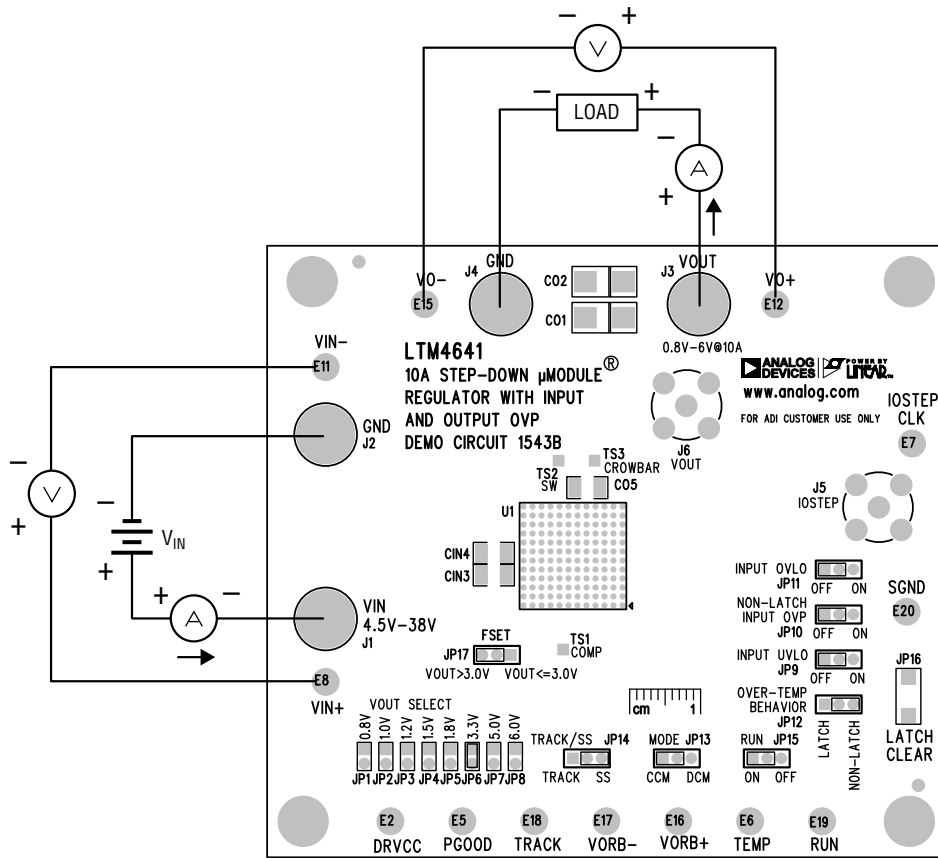 - +
V
- +
LOAD
-
A
+
GND
J4
VO-
E15
CO2
CO1
J3
VOUT
VO+
E12
0.8V-6V@10A
VIN-
E11
LTM4641
10A STEP-DOWN µMODULE®
REGULATOR WITH INPUT
AND OUTPUT OVP
DEMO CIRCUIT 1543B
ANALOG
DEVICES
POWER BY
LINEAR™
www.analog.com
FOR ADI CUSTOMER USE ONLY
IOSTEP
CLK
E7
GND
J2
J6
VOUT
J5
IOSTEP
TS3
CROWBAR
TS2
SW
CO5
U1
-
V
+
-
VIN
+
+ -
A
CIN4
CIN3
VIN
4.5V-38V
J1
E8
VIN+
FSET
JP17
VOUT>3.0V VOUT<=3.0V
TS1
COMP
INPUT OVLO
JP11
OFF ON
NON-LATCH
INPUT OVP
JP10
OFF ON
INPUT UVLO
JP9
OFF ON
OVER-TEMP
BEHAVIOR
JP12
LATCH
NON-LATCH
SGND
E20
JP16
LATCH
CLEAR
cm 1
VOUT SELECT
0.8V 1.0V 1.2V 1.5V 1.8V 3.3V 5.0V 6.0V
JP1 JP2 JP3 JP4 JP5 JP6 JP7 JP8
TRACK/SS JP14
TRACK SS
MODE JP13
CCM DCM
RUN JP15
ON OFF
E2 E5 E18 E17 E16 E6 E19
DRVCC PGOOD TRACK VORB- VORB+ TEMP RUN